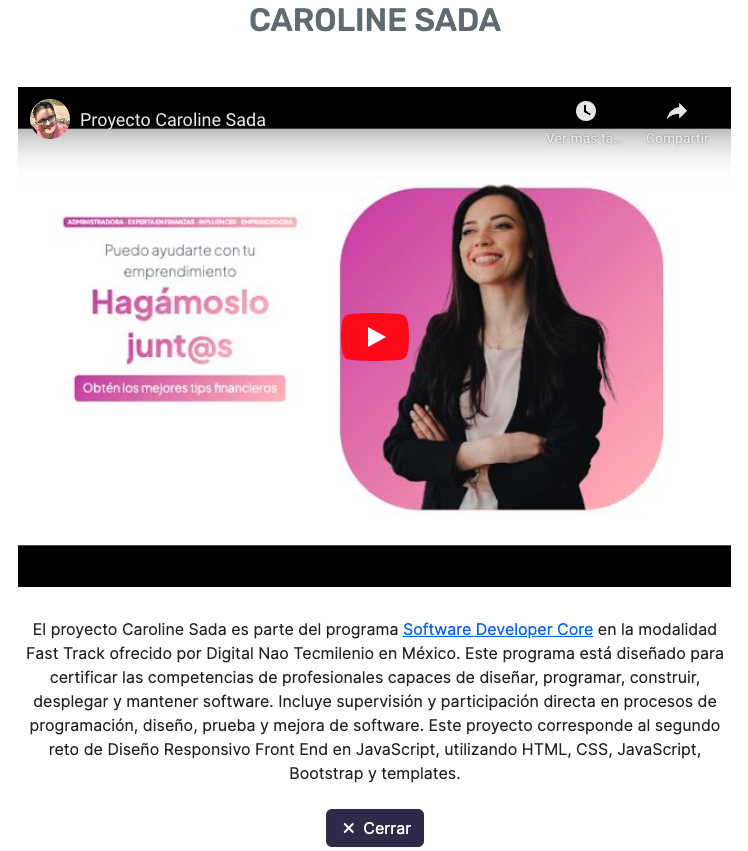 CAROLINE SADA
Proyecto Caroline Sada
Ver más ta...
Compartir
ADMINISTRADORA · EXPERTA EN FINANZAS · INFLUENCER · EMPRENDEDORA
Puedo ayudarte con tu
emprendimiento
Hagámoslo
junt@s
Obtén los mejores tips financieros
El proyecto Caroline Sada es parte del programa Software Developer Core en la modalidad
Fast Track ofrecido por Digital Nao Tecmilenio en México. Este programa está diseñado para
certificar las competencias de profesionales capaces de diseñar, programar, construir,
desplegar y mantener software. Incluye supervisión y participación directa en procesos de
programación, diseño, prueba y mejora de software. Este proyecto corresponde al segundo
reto de Diseño Responsivo Front End en JavaScript, utilizando HTML, CSS, JavaScript,
Bootstrap y templates.
✕ Cerrar